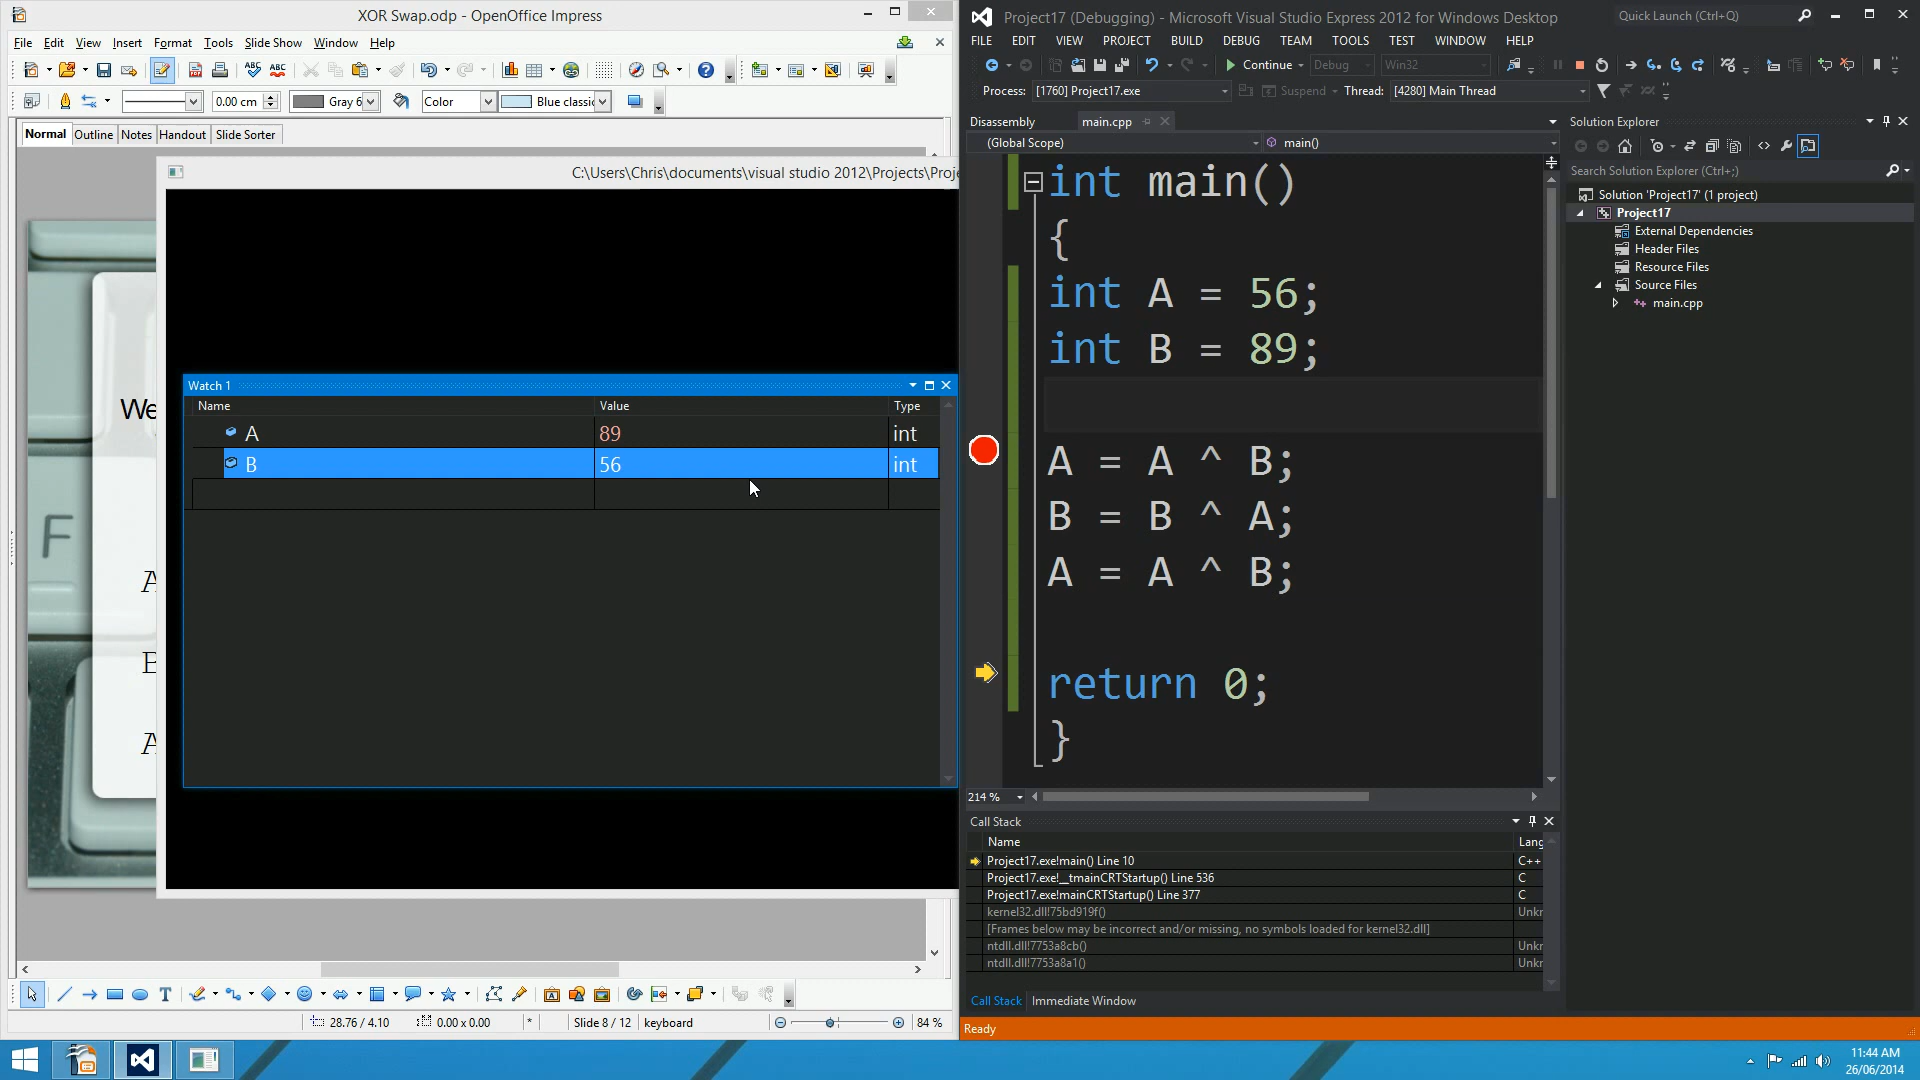 XOR Swap.odp - OpenOffice Impress
File Edit View Insert Format Tools Slide Show Window Help
0.00 cm Gray 6 Color Blue classic
Normal Outline Notes Handout Slide Sorter
C:\Users\Chris\documents\visual studio 2012\Projects\Proje
We
F
A
B
A
Watch 1
Name Value Type
A 89 int
B 56 int
28.76 / 4.10 0.00 x 0.00 * Slide 8 / 12 keyboard 84 %
Project17 (Debugging) - Microsoft Visual Studio Express 2012 for Windows Desktop
Quick Launch (Ctrl+Q)
FILE EDIT VIEW PROJECT BUILD DEBUG TEAM TOOLS TEST WINDOW HELP
Continue Debug Win32
Process: [1760] Project17.exe Suspend Thread: [4280] Main Thread
Disassembly main.cpp
(Global Scope) main()
int main()
{
int A = 56;
int B = 89;
A = A ^ B;
B = B ^ A;
A = A ^ B;
return 0;
}
214 %
Call Stack
Name Lang
Project17.exe!main() Line 10 C++
Project17.exe!__tmainCRTStartup() Line 536 C
Project17.exe!mainCRTStartup() Line 377 C
kernel32.dll!75bd919f() Unkr
[Frames below may be incorrect and/or missing, no symbols loaded for kernel32.dll]
ntdll.dll!7753a8cb() Unkr
ntdll.dll!7753a8a1() Unkr
Call Stack Immediate Window
Ready
Solution Explorer
Search Solution Explorer (Ctrl+;)
Solution 'Project17' (1 project)
Project17
External Dependencies
Header Files
Resource Files
Source Files
main.cpp
11:44 AM
26/06/2014